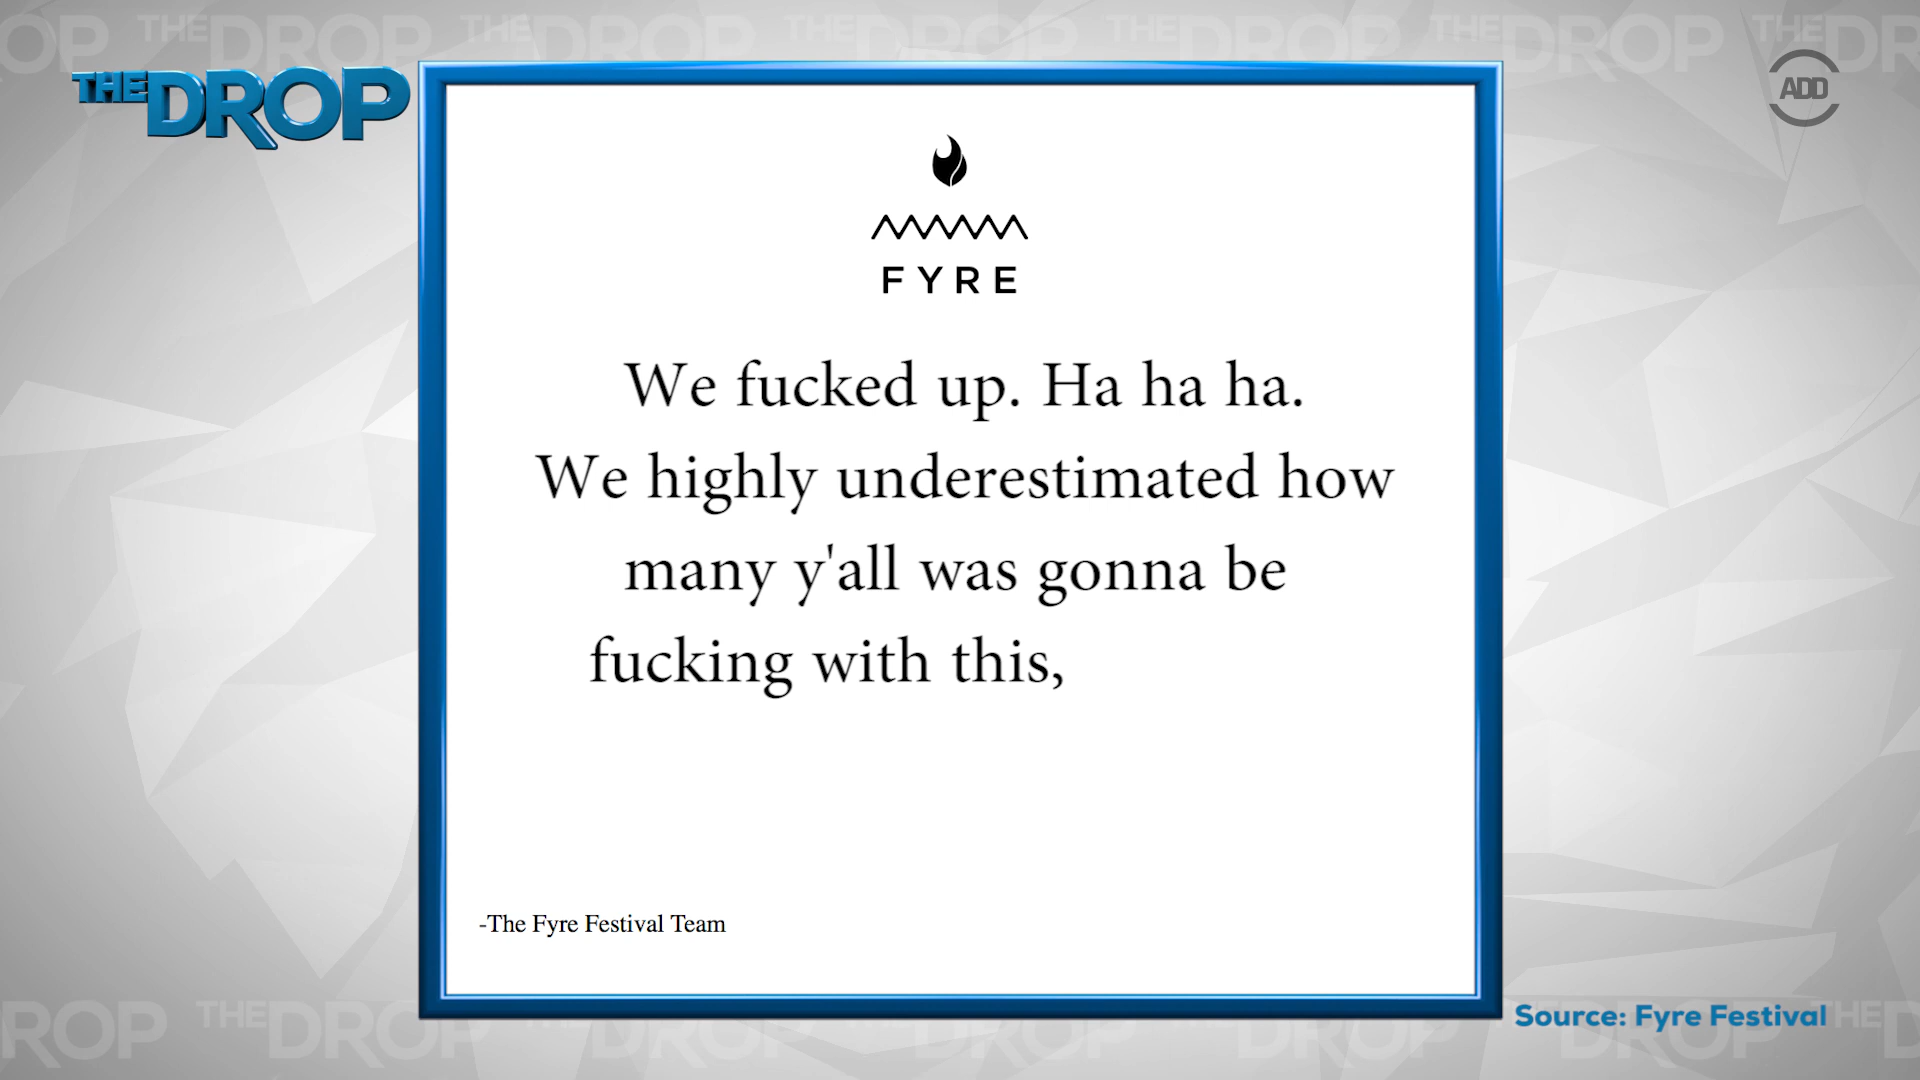 THE DROP
ADD
FYRE
We fucked up. Ha ha ha.
We highly underestimated how
many y'all was gonna be
fucking with this,
-The Fyre Festival Team
Source: Fyre Festival